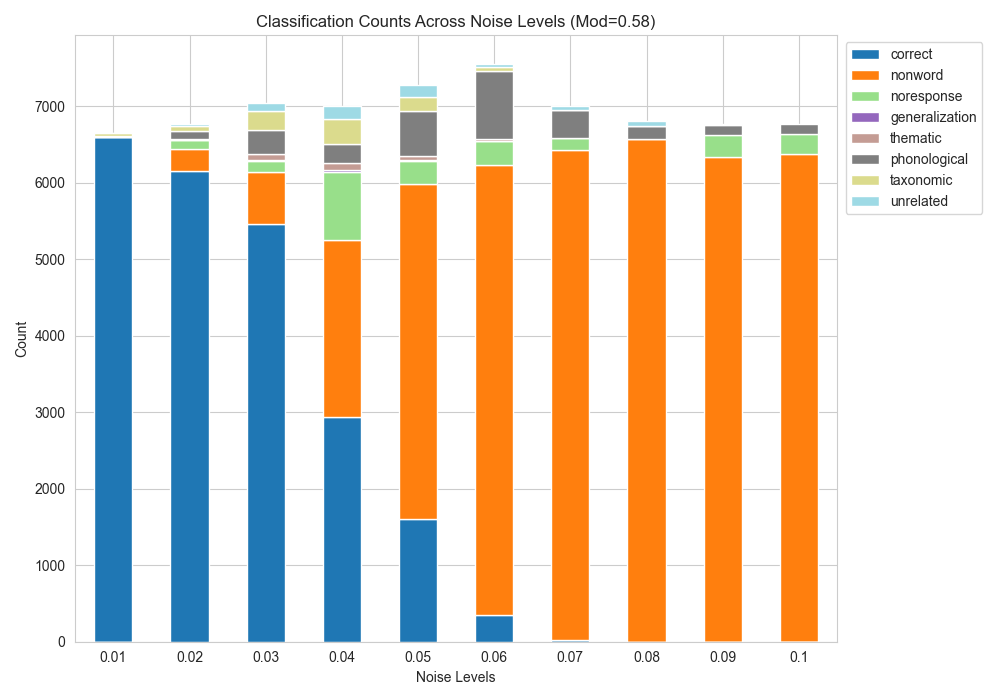 Classification Counts Across Noise Levels (Mod=0.58)
Count
7000
6000
5000
4000
3000
2000
1000
0
0.01 0.02 0.03 0.04 0.05 0.06 0.07 0.08 0.09 0.1
Noise Levels
correct
nonword
noresponse
generalization
thematic
phonological
taxonomic
unrelated